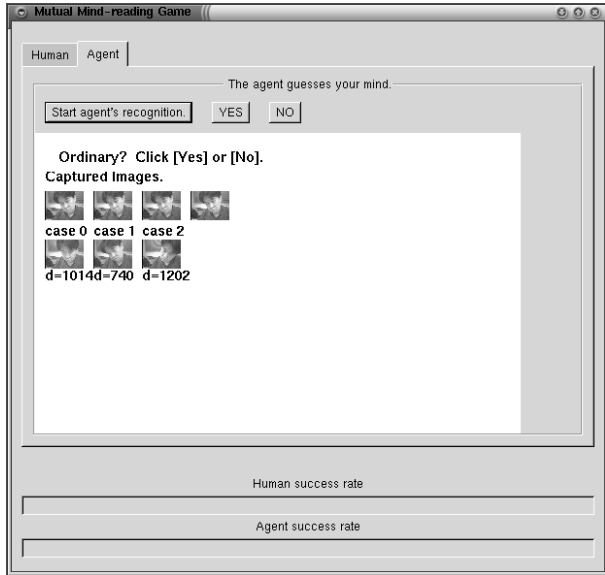 Mutual Mind-reading Game
Human Agent
The agent guesses your mind.
Start agent's recognition. YES NO
Ordinary? Click [Yes] or [No].
Captured Images.
case 0 case 1 case 2
d=1014d=740 d=1202
Human success rate
Agent success rate